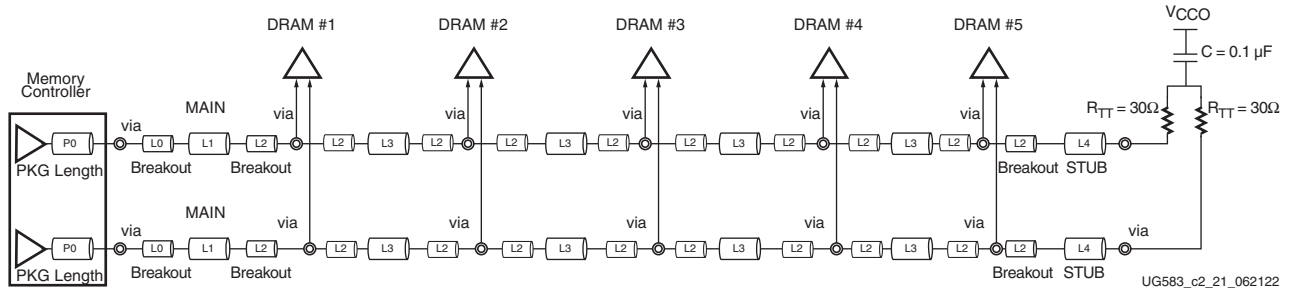 DRAM #1 DRAM #2 DRAM #3 DRAM #4 DRAM #5 VCCO
C = 0.1 µF
Memory
Controller
MAIN
via via via via via via RTT = 30Ω RTT = 30Ω
P0 L0 L1 L2 L2 L3 L2 L2 L3 L2 L2 L3 L2 L2 L3 L2 L2 L4
PKG Length Breakout Breakout Breakout STUB
MAIN
via via via via via via via
P0 L0 L1 L2 L2 L3 L2 L2 L3 L2 L2 L3 L2 L2 L3 L2 L2 L4
PKG Length Breakout Breakout Breakout STUB
UG583_c2_21_062122